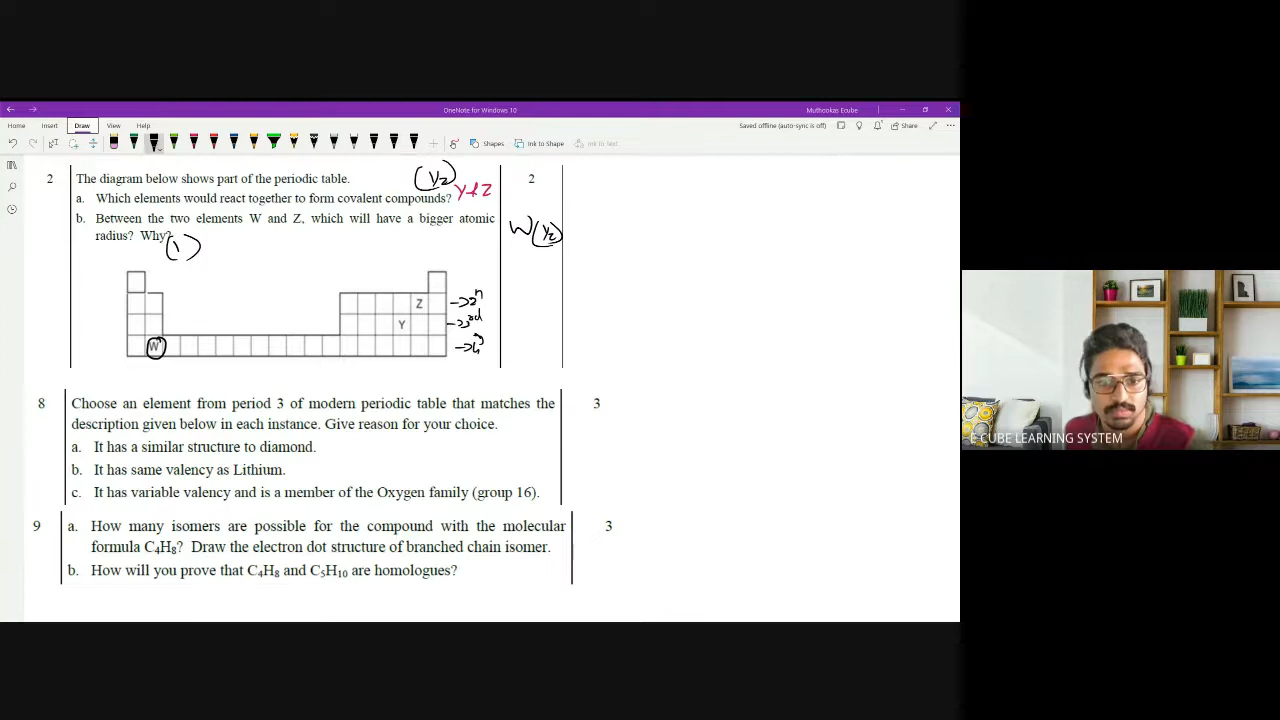 OneNote for Windows 10
Muthookas Ecube
Home Insert Draw View Help
Saved offline (auto-sync is off) Share
Shapes Ink to Shape Ink to Text
2 The diagram below shows part of the periodic table. (1/2) 2
a. Which elements would react together to form covalent compounds? Y & Z
b. Between the two elements W and Z, which will have a bigger atomic W (1/2)
radius? Why? (1)
Z
Y → 3rd
W
8 Choose an element from period 3 of modern periodic table that matches the 3
description given below in each instance. Give reason for your choice.
a. It has a similar structure to diamond.
b. It has same valency as Lithium.
c. It has variable valency and is a member of the Oxygen family (group 16).
9 a. How many isomers are possible for the compound with the molecular 3
formula C₄H₈? Draw the electron dot structure of branched chain isomer.
b. How will you prove that C₄H₈ and C₅H₁₀ are homologues?
E CUBE LEARNING SYSTEM